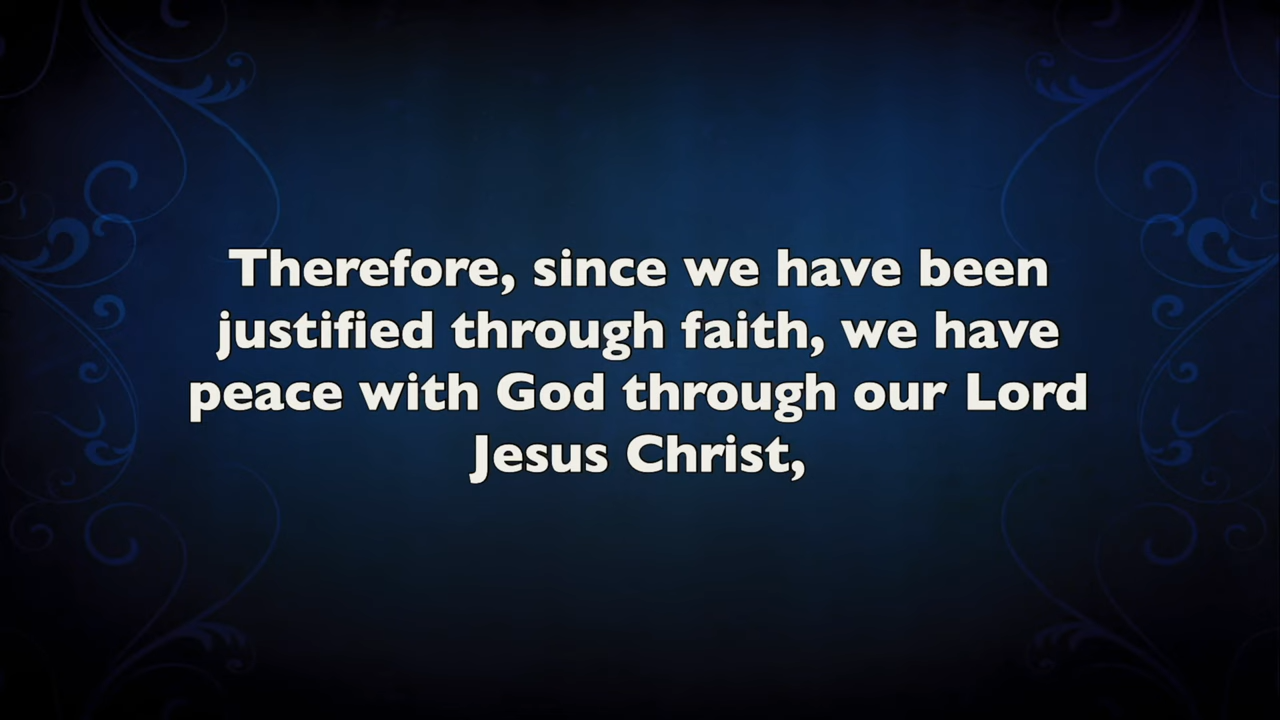 Therefore, since we have been
justified through faith, we have
peace with God through our Lord
Jesus Christ,